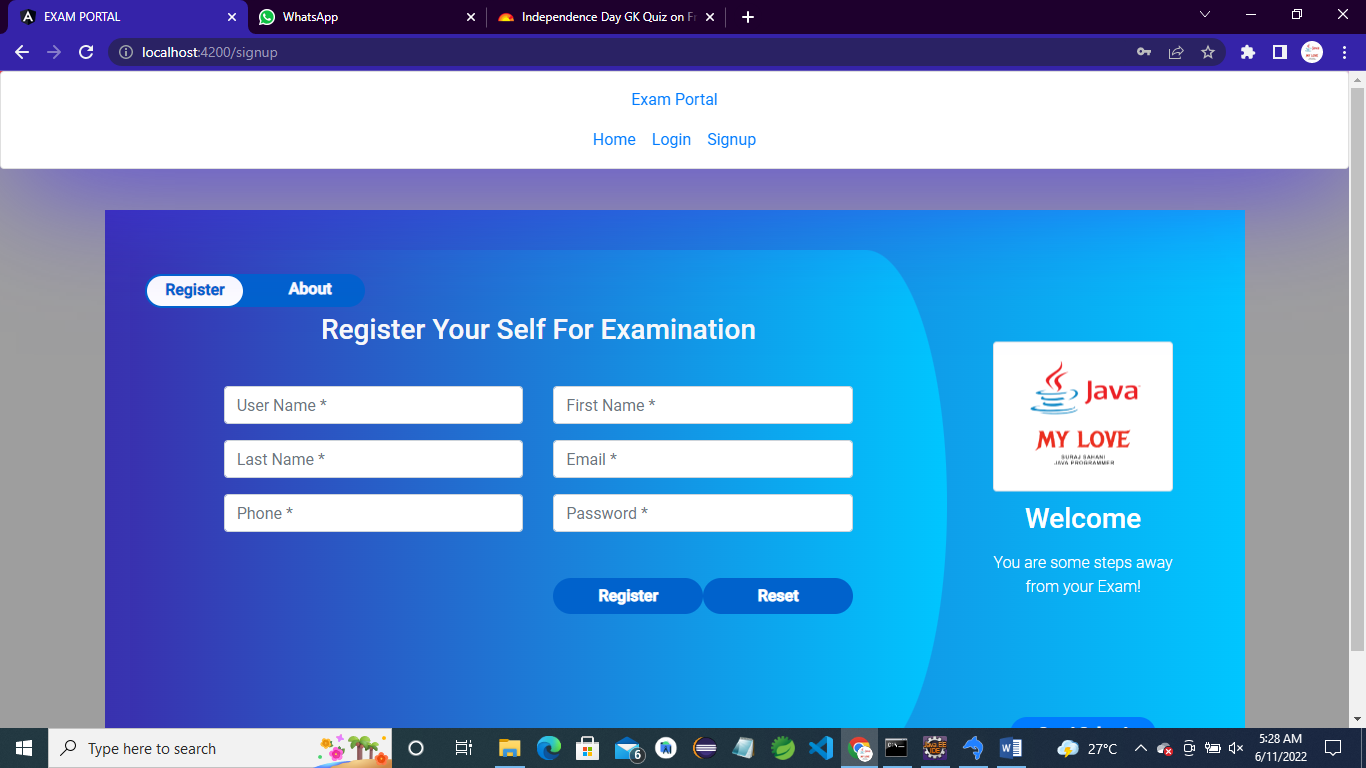 EXAM PORTAL
WhatsApp
Independence Day GK Quiz on Fr
localhost:4200/signup
Exam Portal
Home Login Signup
Register About
Register Your Self For Examination
User Name * First Name *
Last Name * Email *
Phone * Password *
Register Reset
Java
MY LOVE
SURAJ SAHANI
JAVA PROGRAMMER
Welcome
You are some steps away
from your Exam!
Type here to search
6
27°C
5:28 AM
6/11/2022